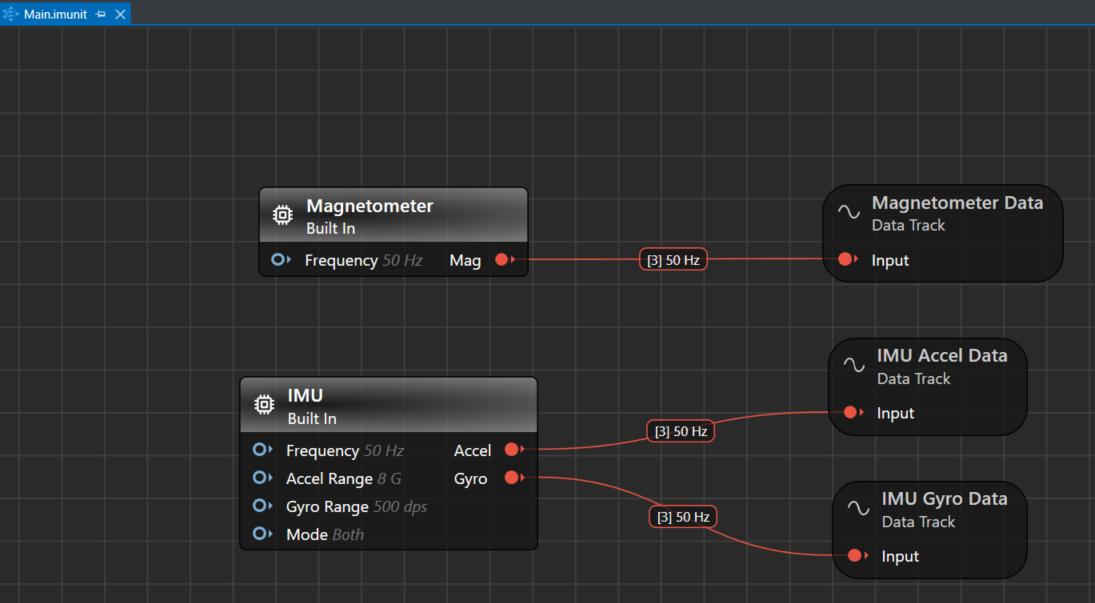 Main.imunit
Magnetometer
Built In
Frequency 50 Hz Mag
[3] 50 Hz
Magnetometer Data
Data Track
Input
IMU
Built In
Frequency 50 Hz Accel
Accel Range 8 G Gyro
Gyro Range 500 dps
Mode Both
[3] 50 Hz
[3] 50 Hz
IMU Accel Data
Data Track
Input
IMU Gyro Data
Data Track
Input